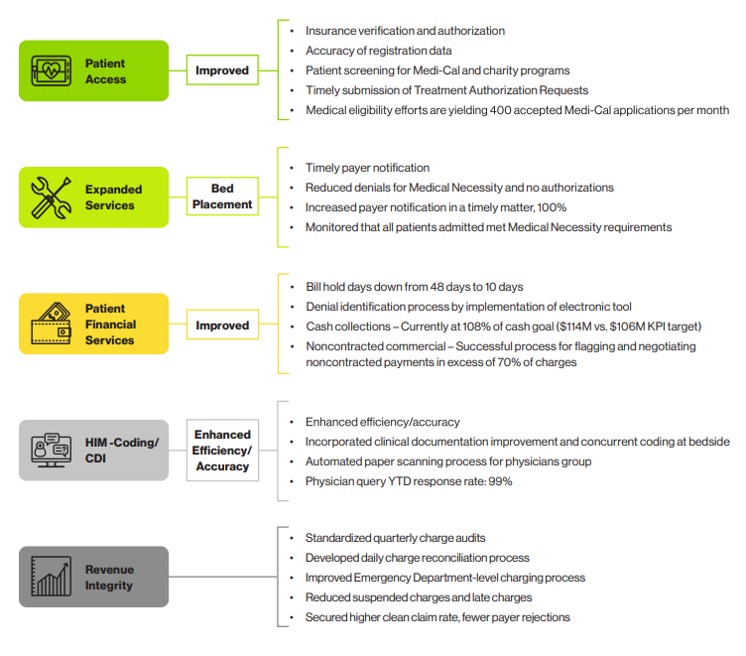 Patient
Access
Improved
• Insurance verification and authorization
• Accuracy of registration data
• Patient screening for Medi-Cal and charity programs
• Timely submission of Treatment Authorization Requests
• Medical eligibility efforts are yielding 400 accepted Medi-Cal applications per month
Expanded
Services
Bed
Placement
• Timely payer notification
• Reduced denials for Medical Necessity and no authorizations
• Increased payer notification in a timely matter, 100%
• Monitored that all patients admitted met Medical Necessity requirements
Patient
Financial
Services
Improved
• Bill hold days down from 48 days to 10 days
• Denial identification process by implementation of electronic tool
• Cash collections – Currently at 108% of cash goal ($114M vs. $106M KPI target)
• Noncontracted commercial – Successful process for flagging and negotiating
noncontracted payments in excess of 70% of charges
HIM -Coding/
CDI
Enhanced
Efficiency/
Accuracy
• Enhanced efficiency/accuracy
• Incorporated clinical documentation improvement and concurrent coding at bedside
• Automated paper scanning process for physicians group
• Physician query YTD response rate: 99%
Revenue
Integrity
• Standardized quarterly charge audits
• Developed daily charge reconciliation process
• Improved Emergency Department-level charging process
• Reduced suspended charges and late charges
• Secured higher clean claim rate, fewer payer rejections